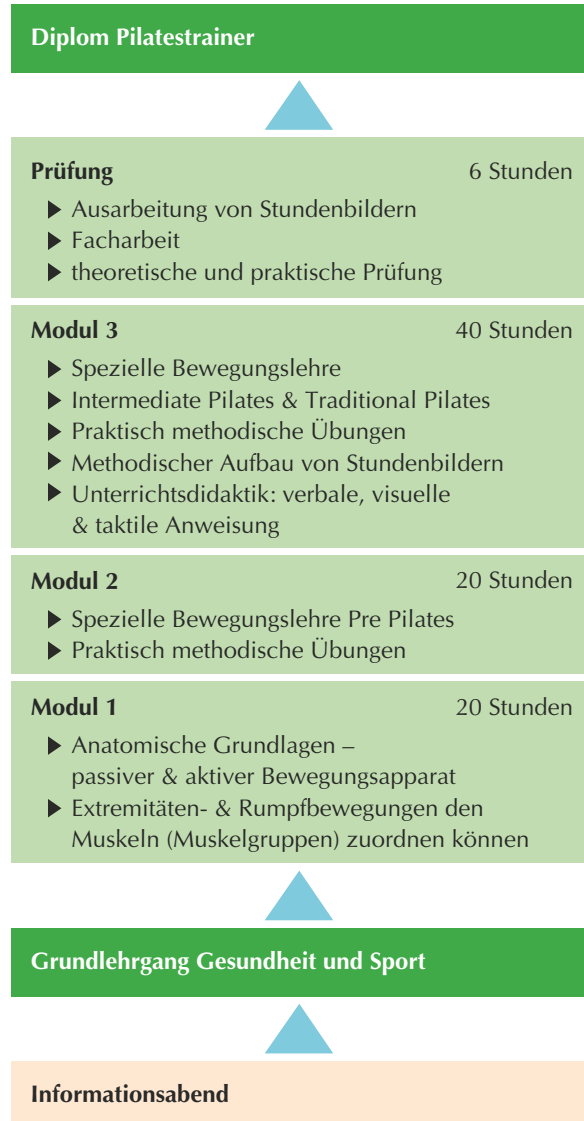 Diplom Pilatestrainer
Prüfung 6 Stunden
▶ Ausarbeitung von Stundenbildern
▶ Facharbeit
▶ theoretische und praktische Prüfung
Modul 3 40 Stunden
▶ Spezielle Bewegungslehre
▶ Intermediate Pilates & Traditional Pilates
▶ Praktisch methodische Übungen
▶ Methodischer Aufbau von Stundenbildern
▶ Unterrichtsdidaktik: verbale, visuelle
& taktile Anweisung
Modul 2 20 Stunden
▶ Spezielle Bewegungslehre Pre Pilates
▶ Praktisch methodische Übungen
Modul 1 20 Stunden
▶ Anatomische Grundlagen –
passiver & aktiver Bewegungsapparat
▶ Extremitäten- & Rumpfbewegungen den
Muskeln (Muskelgruppen) zuordnen können
Grundlehrgang Gesundheit und Sport
Informationsabend